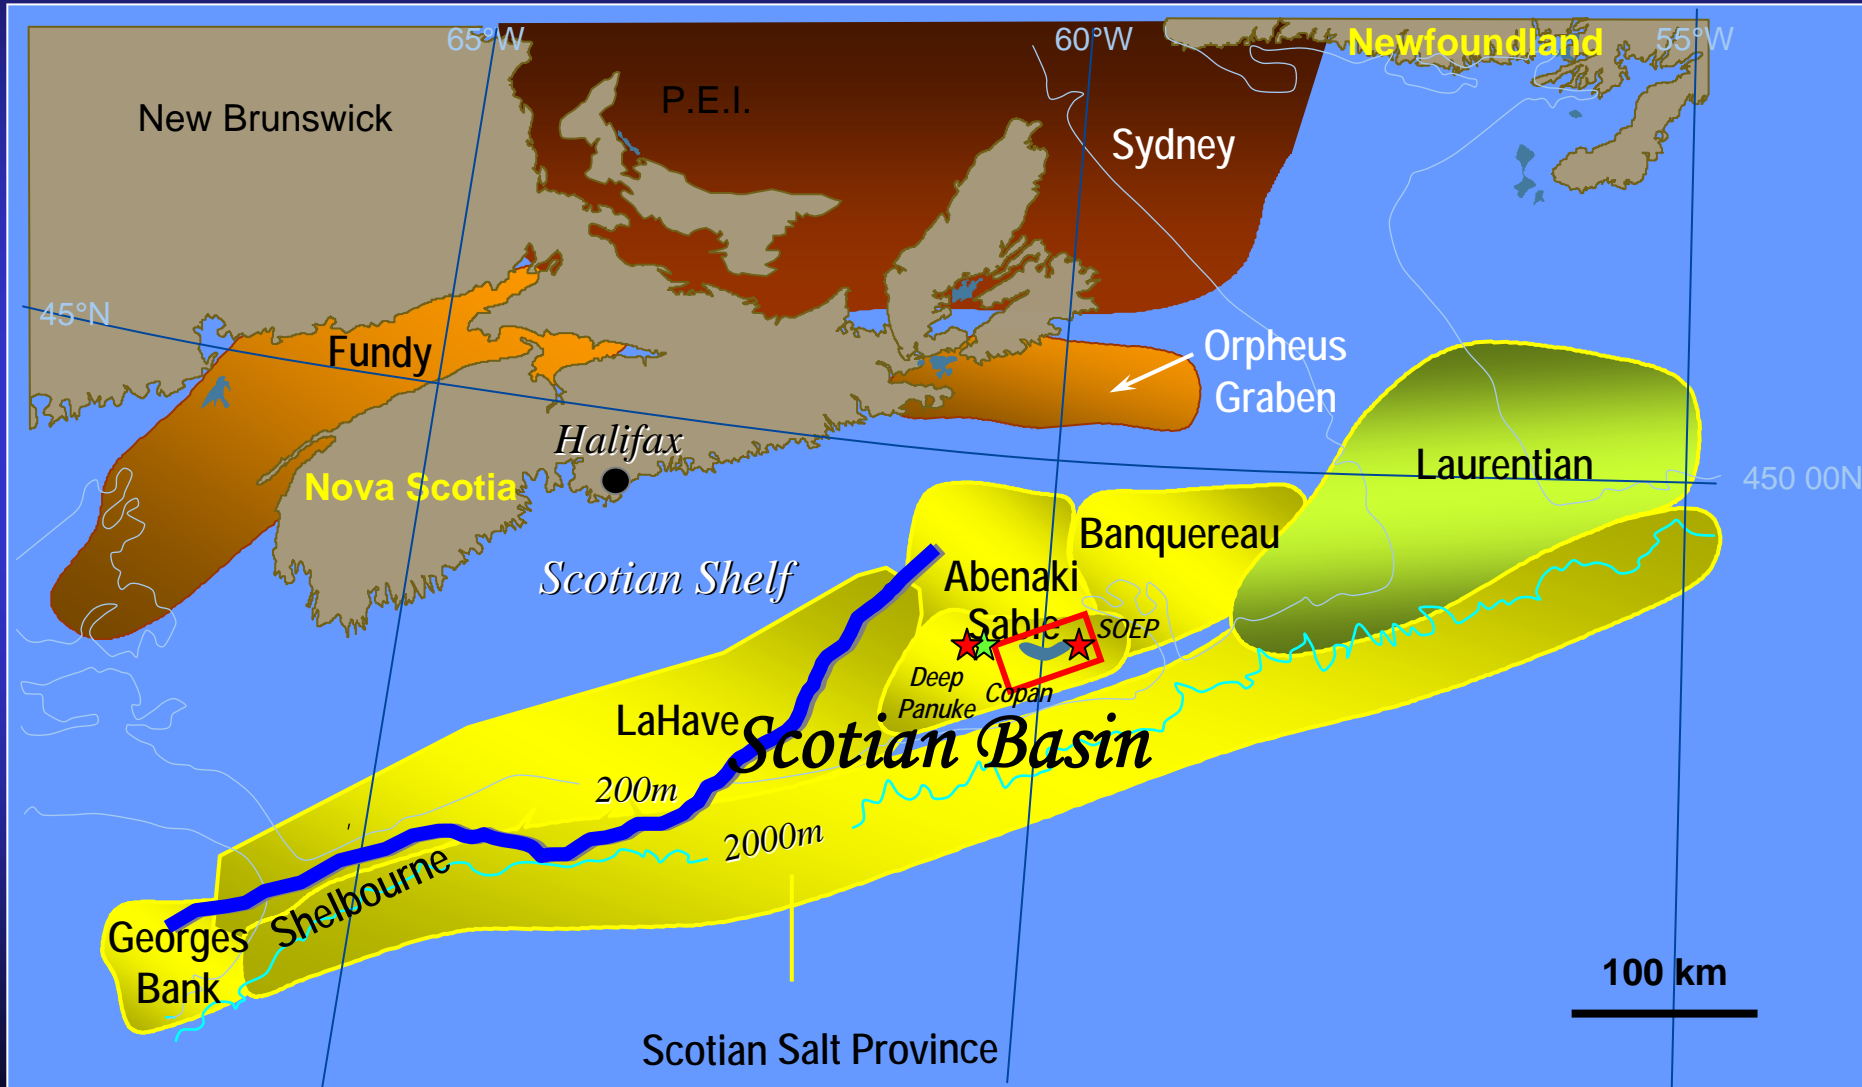 65°W
60°W
Newfoundland
55°W
New Brunswick
P.E.I.
Sydney
45°N
Fundy
Orpheus
Graben
Halifax
Nova Scotia
Laurentian
450 00N
Banquereau
Scotian Shelf
Abenaki
Sable
SOEP
Deep
Panuke
Copan
LaHave
Scotian Basin
200m
2000m
Shelbourne
Georges
Bank
100 km
Scotian Salt Province